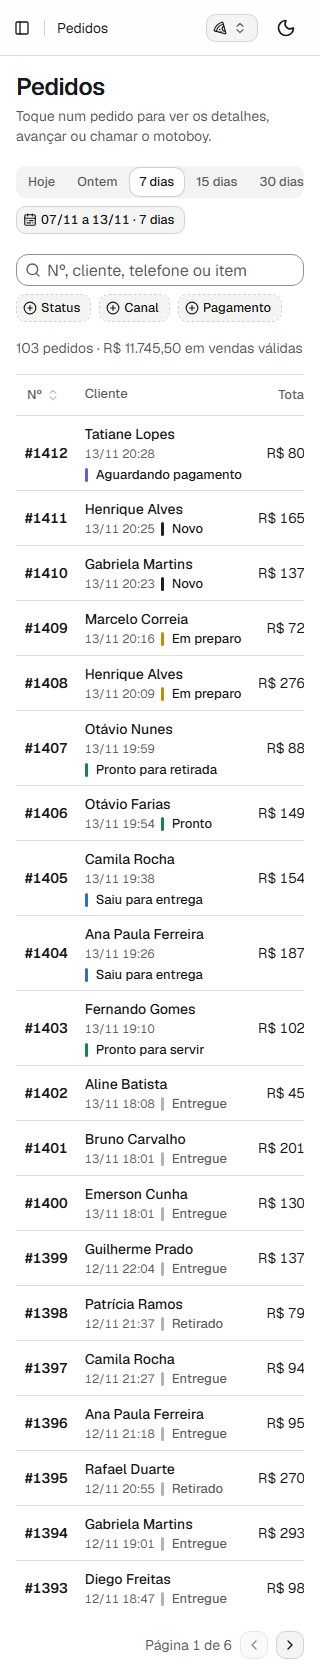 Pedidos
Pedidos
Toque num pedido para ver os detalhes,
avançar ou chamar o motoboy.
Hoje Ontem 7 dias 15 dias 30 dias
07/11 a 13/11 · 7 dias
Nº, cliente, telefone ou item
Status Canal Pagamento
103 pedidos · R$ 11.745,50 em vendas válidas
Nº Cliente Tota
Tatiane Lopes
#1412 13/11 20:28 R$ 80
Aguardando pagamento
Henrique Alves
#1411 13/11 20:25 Novo R$ 165
Gabriela Martins
#1410 13/11 20:23 Novo R$ 137
Marcelo Correia
#1409 13/11 20:16 Em preparo R$ 72
Henrique Alves
#1408 13/11 20:09 Em preparo R$ 276
Otávio Nunes
#1407 13/11 19:59 R$ 88
Pronto para retirada
Otávio Farias
#1406 13/11 19:54 Pronto R$ 149
Camila Rocha
#1405 13/11 19:38 R$ 154
Saiu para entrega
Ana Paula Ferreira
#1404 13/11 19:26 R$ 187
Saiu para entrega
Fernando Gomes
#1403 13/11 19:10 R$ 102
Pronto para servir
Aline Batista
#1402 13/11 18:08 Entregue R$ 45
Bruno Carvalho
#1401 13/11 18:01 Entregue R$ 201
Emerson Cunha
#1400 13/11 18:01 Entregue R$ 130
Guilherme Prado
#1399 12/11 22:04 Entregue R$ 137
Patrícia Ramos
#1398 12/11 21:37 Retirado R$ 79
Camila Rocha
#1397 12/11 21:27 Entregue R$ 94
Ana Paula Ferreira
#1396 12/11 21:18 Entregue R$ 95
Rafael Duarte
#1395 12/11 20:55 Retirado R$ 270
Gabriela Martins
#1394 12/11 19:01 Entregue R$ 293
Diego Freitas
#1393 12/11 18:47 Entregue R$ 98
Página 1 de 6